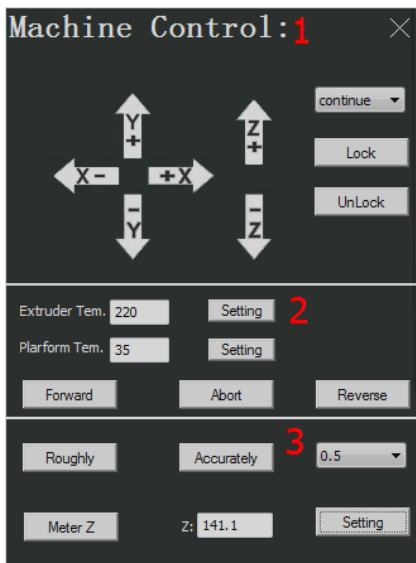 Machine Control:1
continue
Y+
Z+
Lock
X- +X
UnLock
-Y
-Z
Extruder Tem. 220 Setting 2
Plarform Tem. 35 Setting
Forward Abort Reverse
Roughly Accurately 3 0.5
Meter Z Z: 141.1 Setting